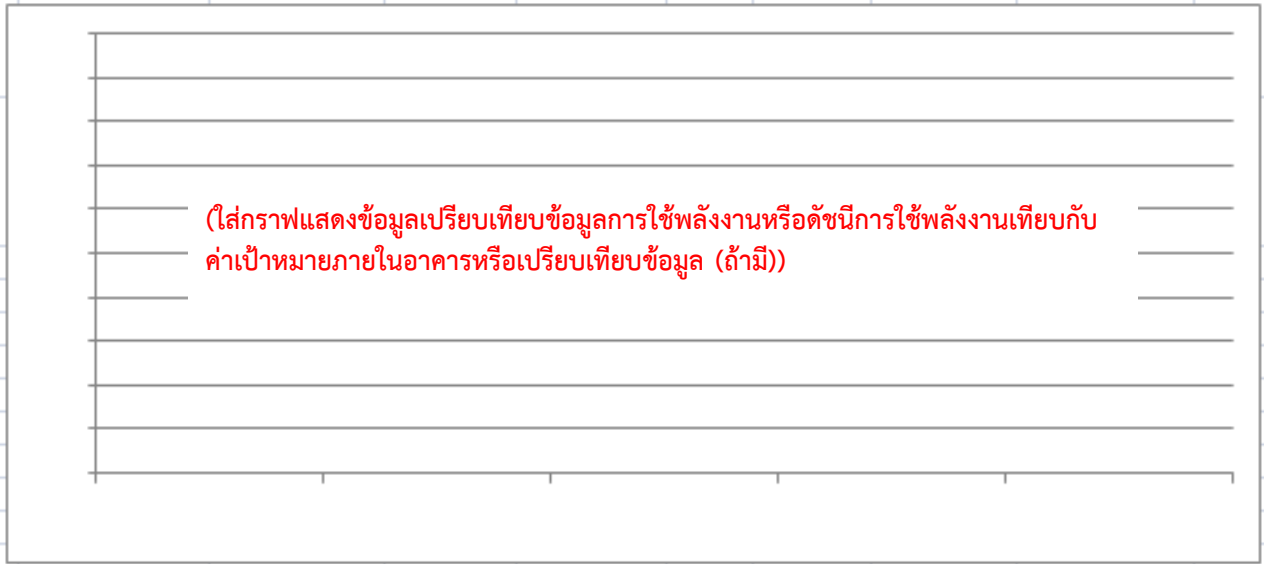 (ใส่กราฟแสดงข้อมูลเปรียบเทียบข้อมูลการใช้พลังงานหรือดัชนีการใช้พลังงานเทียบกับ
ค่าเป้าหมายภายในอาคารหรือเปรียบเทียบข้อมูล (ถ้ามี))